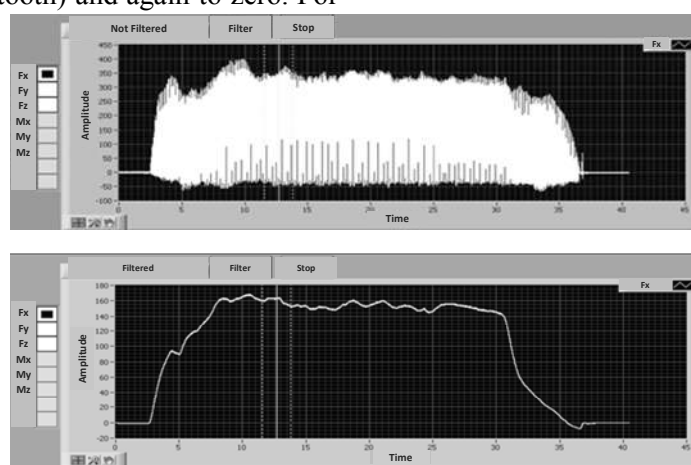 tooth) and again to zero. For
Not Filtered Filter Stop
Fx
450
400
350
300
250
200
150
100
50
0
-50
-100
Amplitude
Fx
Fy
Fz
Mx
My
Mz
0 5 10 15 20 25 30 35 40 45
Time
Filtered Filter Stop
Fx
180
160
140
120
100
80
60
40
20
0
-20
Amplitude
Fx
Fy
Fz
Mx
My
Mz
0 5 10 15 20 25 30 35 40 45
Time